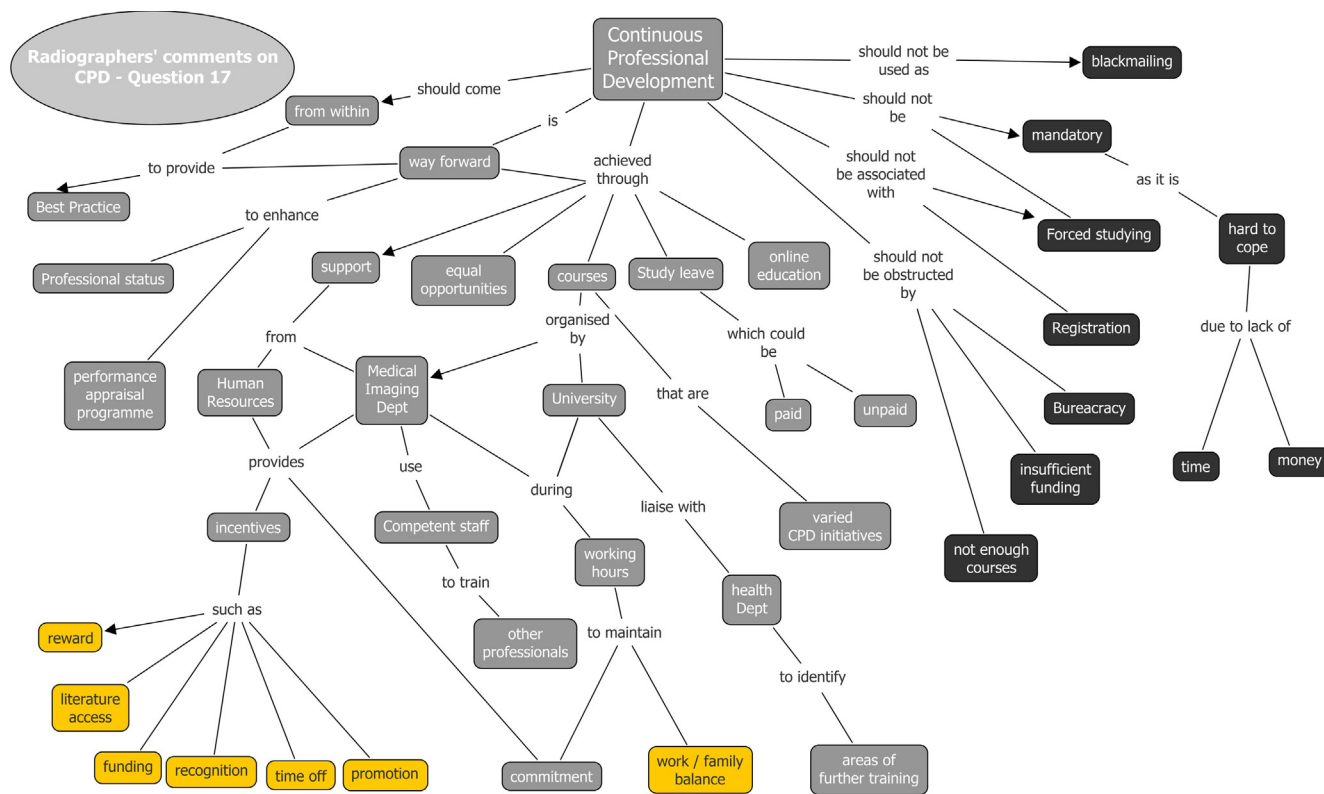 Radiographers' comments on
CPD - Question 17
Continuous
Professional
Development
should not be
used as
blackmailing
should come
from within
is
should not
be
mandatory
to provide
way forward
achieved
through
should not
be associated
with
as it is
Best Practice
to enhance
Forced studying
hard to
cope
Professional status
support
equal
opportunities
courses
Study leave
online
education
should not
be obstructed
by
from
organised
by
which could
be
Registration
due to lack of
performance
appraisal
programme
Human
Resources
Medical
Imaging
Dept
University
that are
paid
unpaid
Bureacracy
provides
use
during
insufficient
funding
time
money
incentives
Competent staff
liaise with
varied
CPD initiatives
not enough
courses
working
hours
to train
health
Dept
such as
reward
other
professionals
to maintain
to identify
literature
access
funding
recognition
time off
promotion
commitment
work / family
balance
areas of
further training